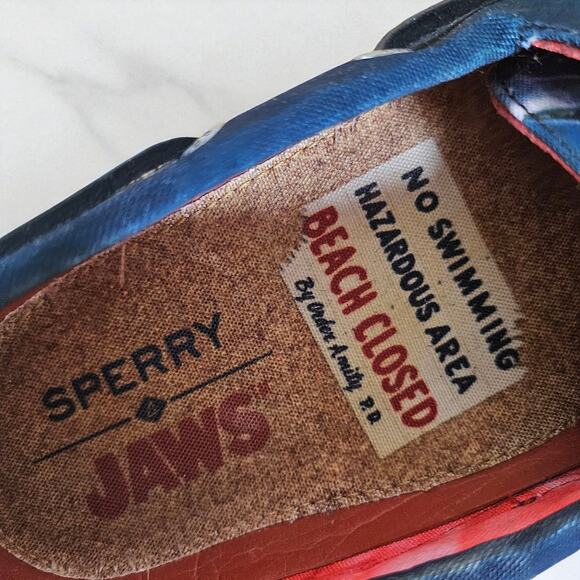 NO SWIMMING
HAZARDOUS AREA
BEACH CLOSED
By Order Amity P.D.
SPERRY
JAWS